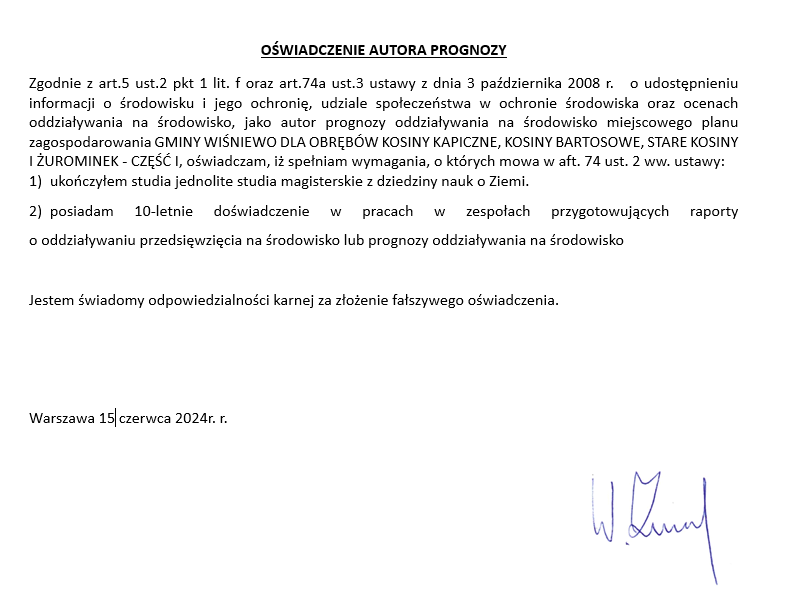 OŚWIADCZENIE AUTORA PROGNOZY
Zgodnie z art.5 ust.2 pkt 1 lit. f oraz art.74a ust.3 ustawy z dnia 3 października 2008 r. o udostępnieniu
informacji o środowisku i jego ochronię, udziale społeczeństwa w ochronie środowiska oraz ocenach
oddziaływania na środowisko, jako autor prognozy oddziaływania na środowisko miejscowego planu
zagospodarowania GMINY WIŚNIEWO DLA OBRĘBÓW KOSINY KAPICZNE, KOSINY BARTOSOWE, STARE KOSINY
I ŻUROMINEK - CZĘŚĆ I, oświadczam, iż spełniam wymagania, o których mowa w aft. 74 ust. 2 ww. ustawy:
1) ukończyłem studia jednolite studia magisterskie z dziedziny nauk o Ziemi.
2) posiadam 10-letnie doświadczenie w pracach w zespołach przygotowujących raporty
o oddziaływaniu przedsięwzięcia na środowisko lub prognozy oddziaływania na środowisko
Jestem świadomy odpowiedzialności karnej za złożenie fałszywego oświadczenia.
Warszawa 15 czerwca 2024r. r.